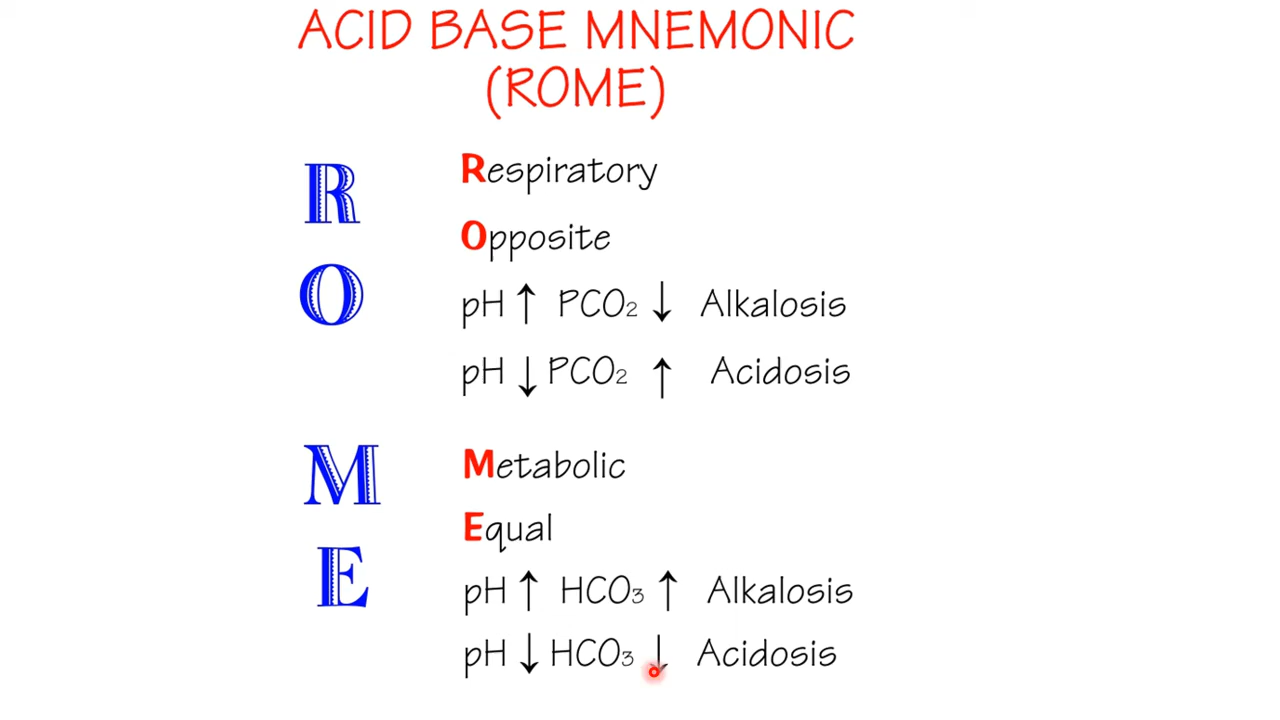 ACID BASE MNEMONIC
(ROME)
R
Respiratory
O
Opposite
pH ↑ PCO₂ ↓ Alkalosis
pH ↓ PCO₂ ↑ Acidosis
M
Metabolic
E
Equal
pH ↑ HCO₃ ↑ Alkalosis
pH ↓ HCO₃ ↓ Acidosis